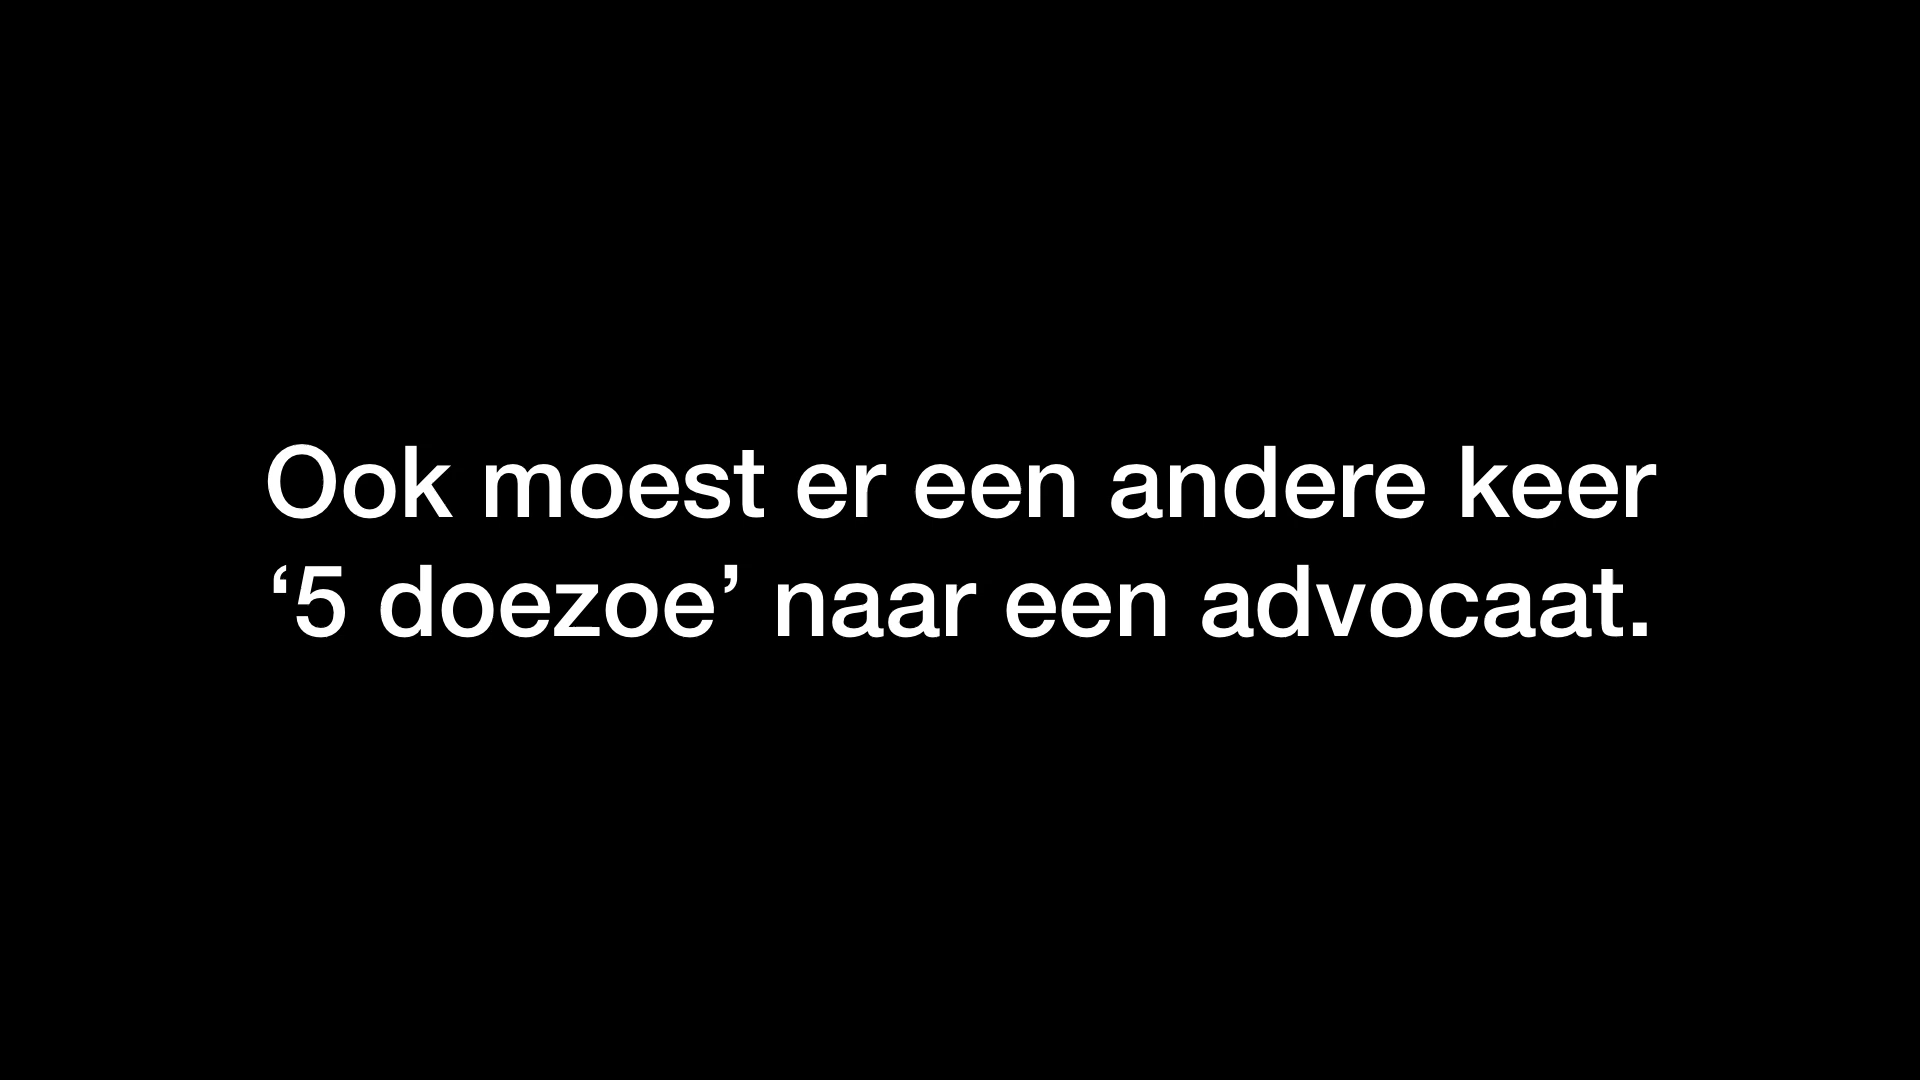 Ook moest er een andere keer
‘5 doezoe’ naar een advocaat.